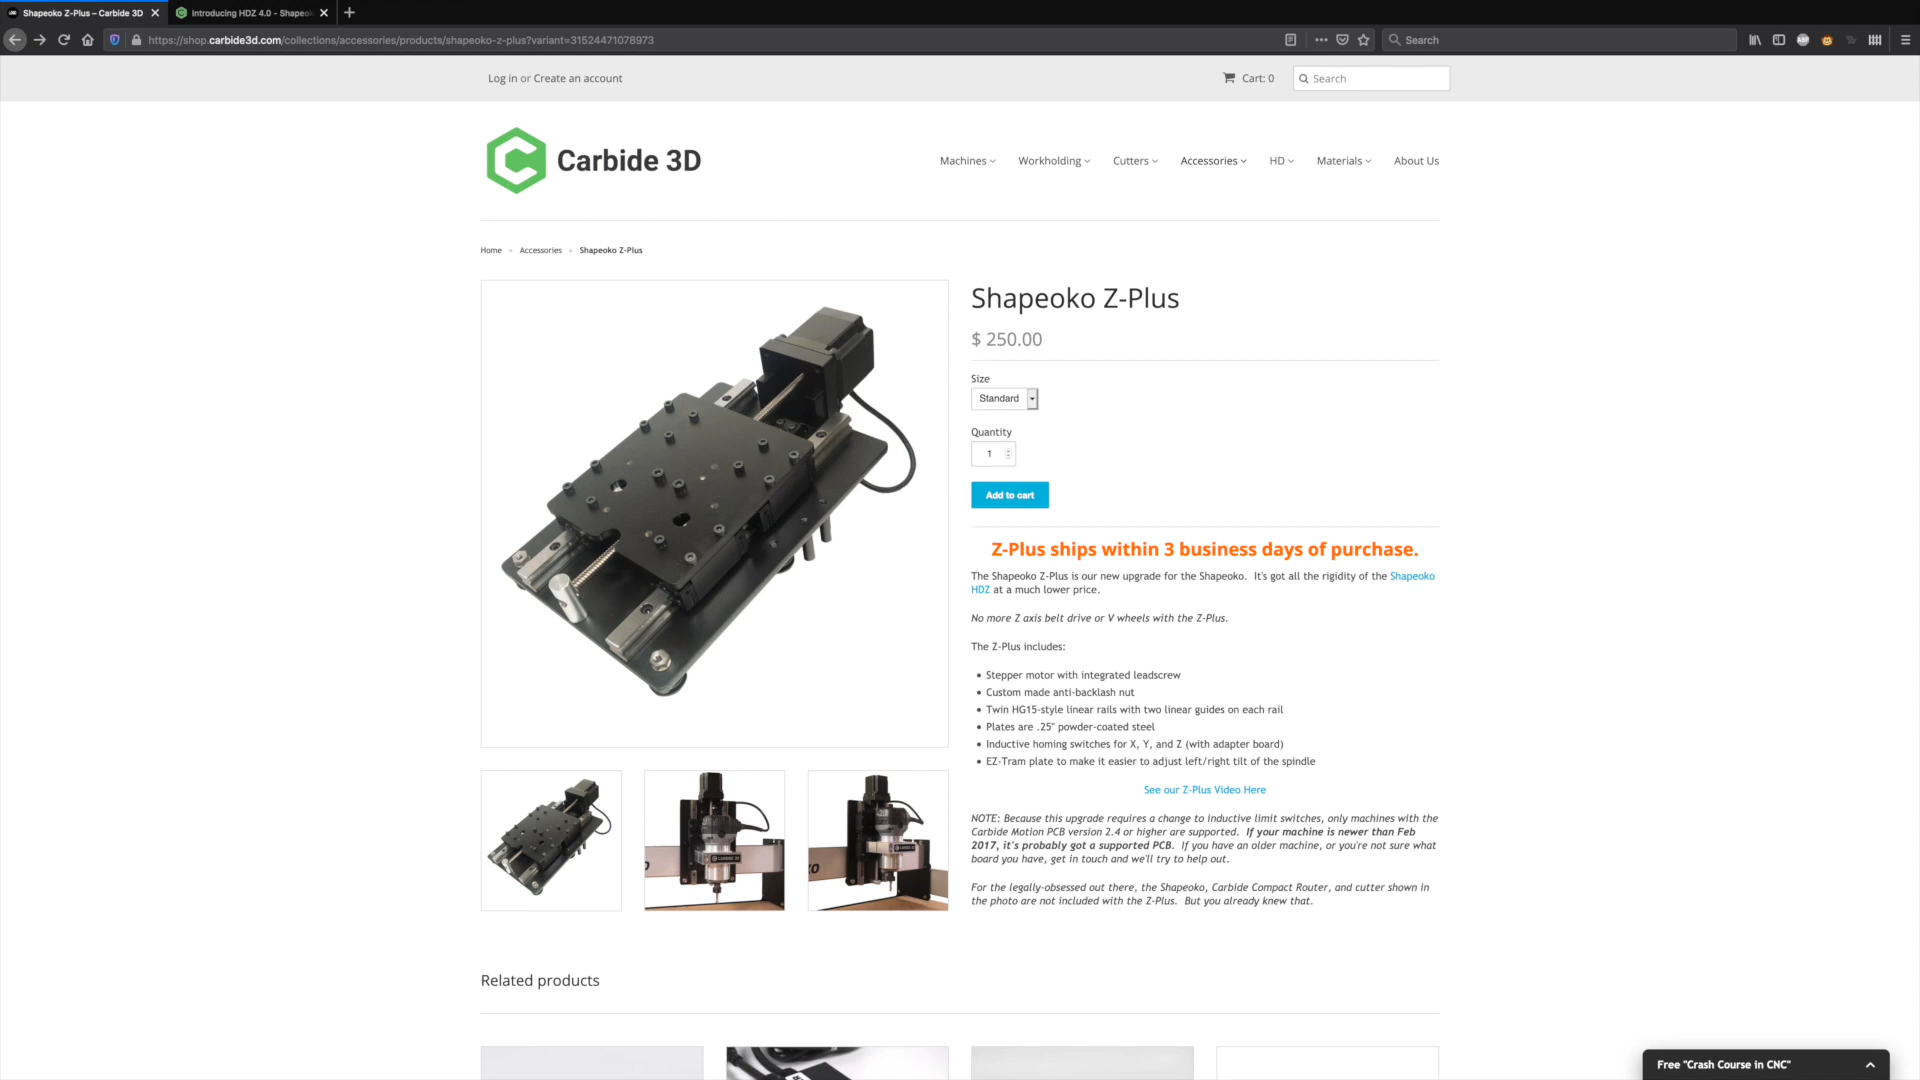 Shapeoko Z-Plus – Carbide 3D
Introducing HDZ 4.0 - Shapeok
https://shop.carbide3d.com/collections/accessories/products/shapeoko-z-plus?variant=31524471078973
Search
Log in or Create an account
Cart: 0
Search
Carbide 3D
Machines
Workholding
Cutters
Accessories
HD
Materials
About Us
Home
Accessories
Shapeoko Z-Plus
Shapeoko Z-Plus
$ 250.00
Size
Standard
Quantity
1
Add to cart
Z-Plus ships within 3 business days of purchase.
The Shapeoko Z-Plus is our new upgrade for the Shapeoko. It's got all the rigidity of the Shapeoko
HDZ at a much lower price.
No more Z axis belt drive or V wheels with the Z-Plus.
The Z-Plus includes:
Stepper motor with integrated leadscrew
Custom made anti-backlash nut
Twin HG15-style linear rails with two linear guides on each rail
Plates are .25" powder-coated steel
Inductive homing switches for X, Y, and Z (with adapter board)
EZ-Tram plate to make it easier to adjust left/right tilt of the spindle
See our Z-Plus Video Here
NOTE: Because this upgrade requires a change to inductive limit switches, only machines with the
Carbide Motion PCB version 2.4 or higher are supported. If your machine is newer than Feb
2017, it's probably got a supported PCB. If you have an older machine, or you're not sure what
board you have, get in touch and we'll try to help out.
For the legally-obsessed out there, the Shapeoko, Carbide Compact Router, and cutter shown in
the photo are not included with the Z-Plus. But you already knew that.
CARBIDE 3D
Related products
Free "Crash Course in CNC"